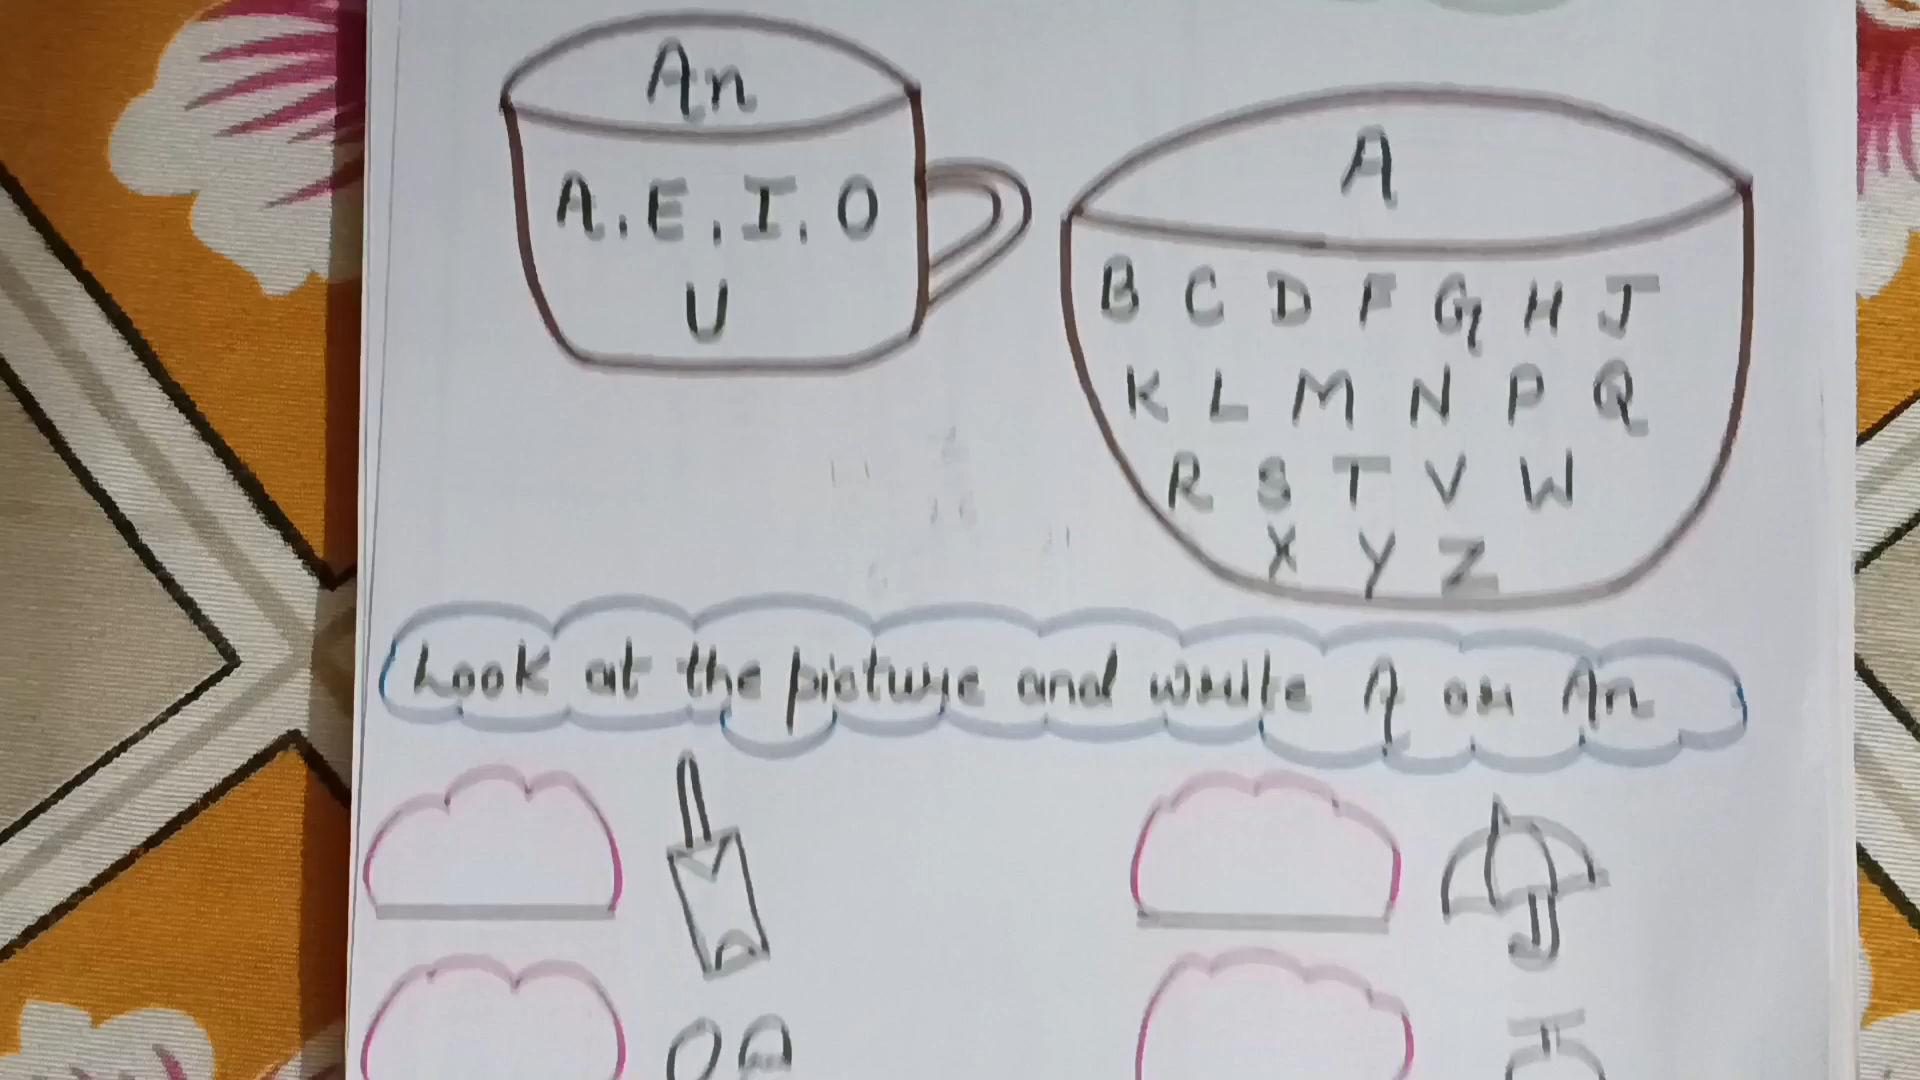 An
A, E, I, O
U
A
B C D F G H J
K L M N P Q
R S T V W
X Y Z
Look at the picture and write A or An